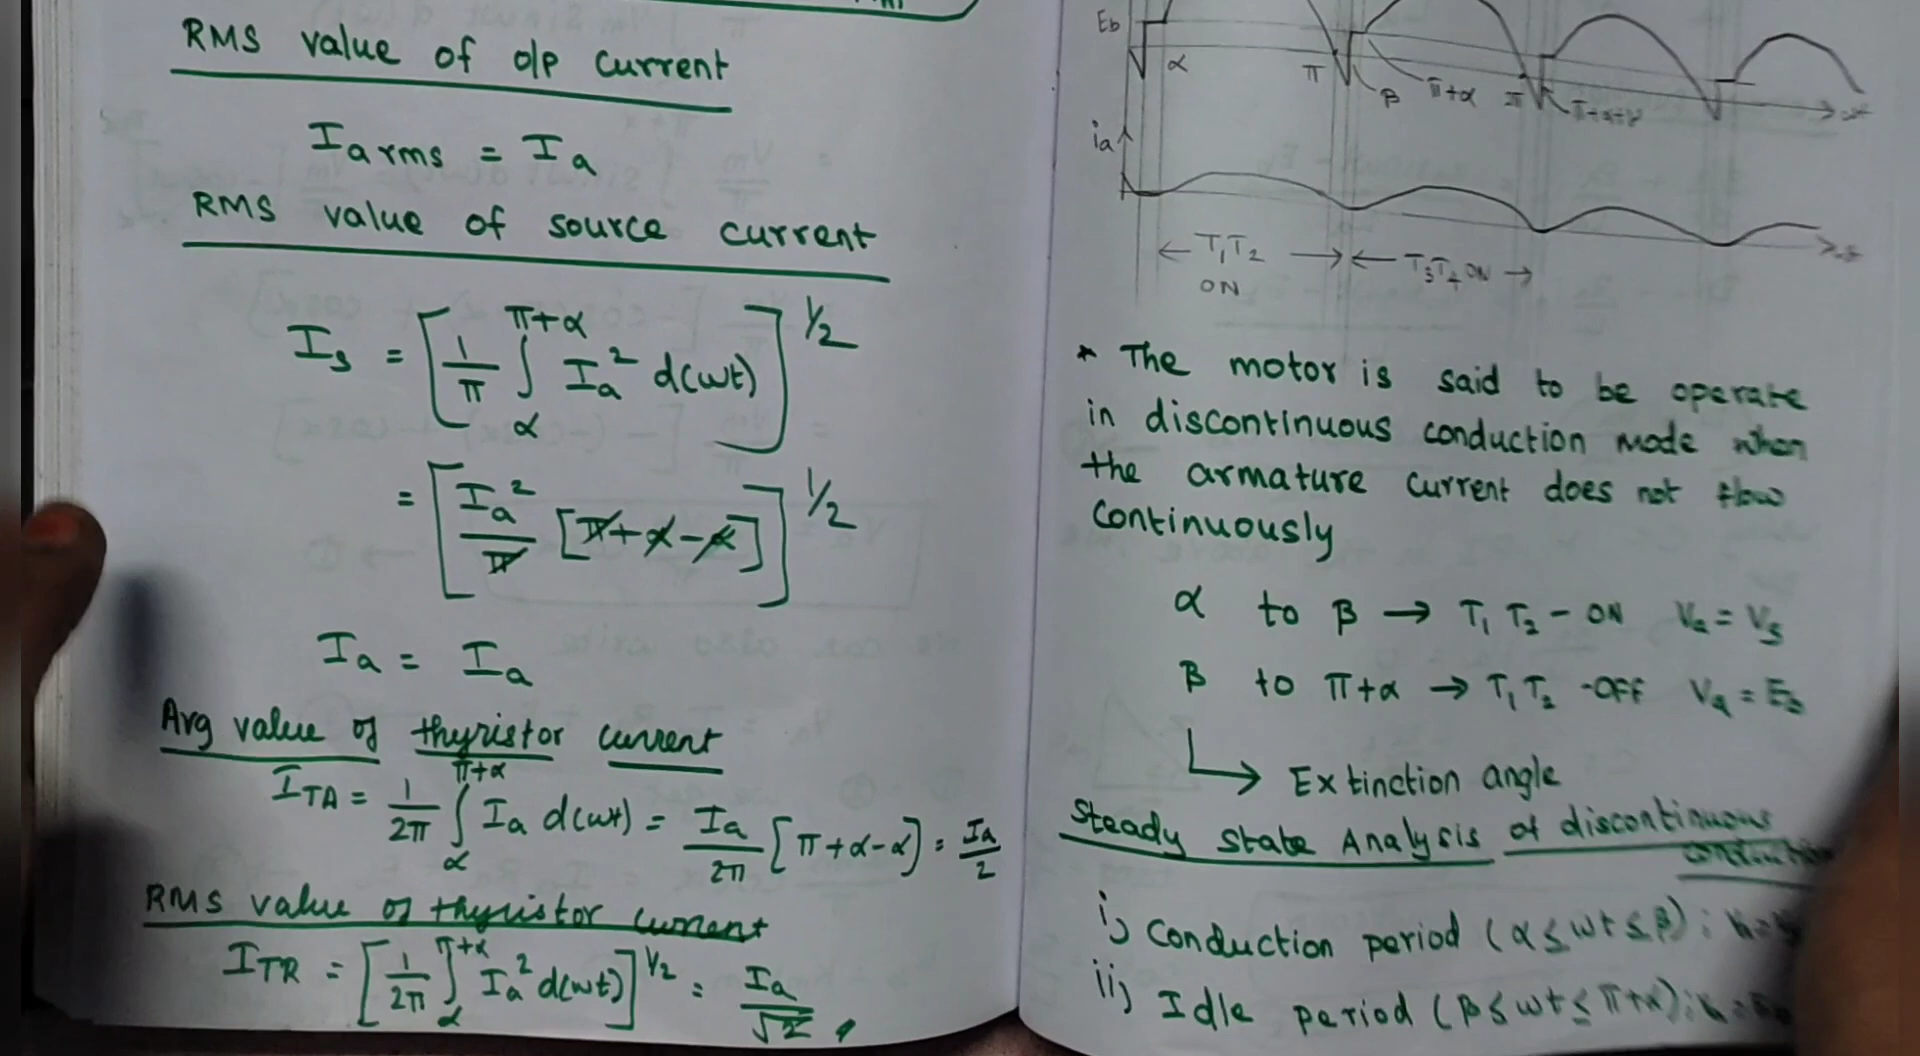 RMS value of o/p current
Ia rms = Ia
RMS value of source current
Is = [1/π ∫α^π+α Ia² d(ωt)]^1/2
= [Ia²/π [π+α-α]]^1/2
Ia = Ia
Avg value of thyristor current
ITA = 1/2π ∫α^π+α Ia d(ωt) = Ia/2π [π+α-α] = Ia/2
RMS value of thyristor current
ITR = [1/2π ∫α^π+α Ia² d(ωt)]^1/2 = Ia/√2
Eb
α π β π+α
ia
← T1T2 → ← T3T4 ON →
ON
* The motor is said to be operate
in discontinuous conduction mode when
the armature current does not flow
continuously
α to β → T1 T2 - ON Va = Vs
β to π+α → T1 T2 -OFF Va = Eb
↳ Extinction angle
Steady state Analysis of discontinuous
conduction
i) Conduction period (α ≤ ωt ≤ β) ;
ii) Idle period (β ≤ ωt ≤ π+α) ;